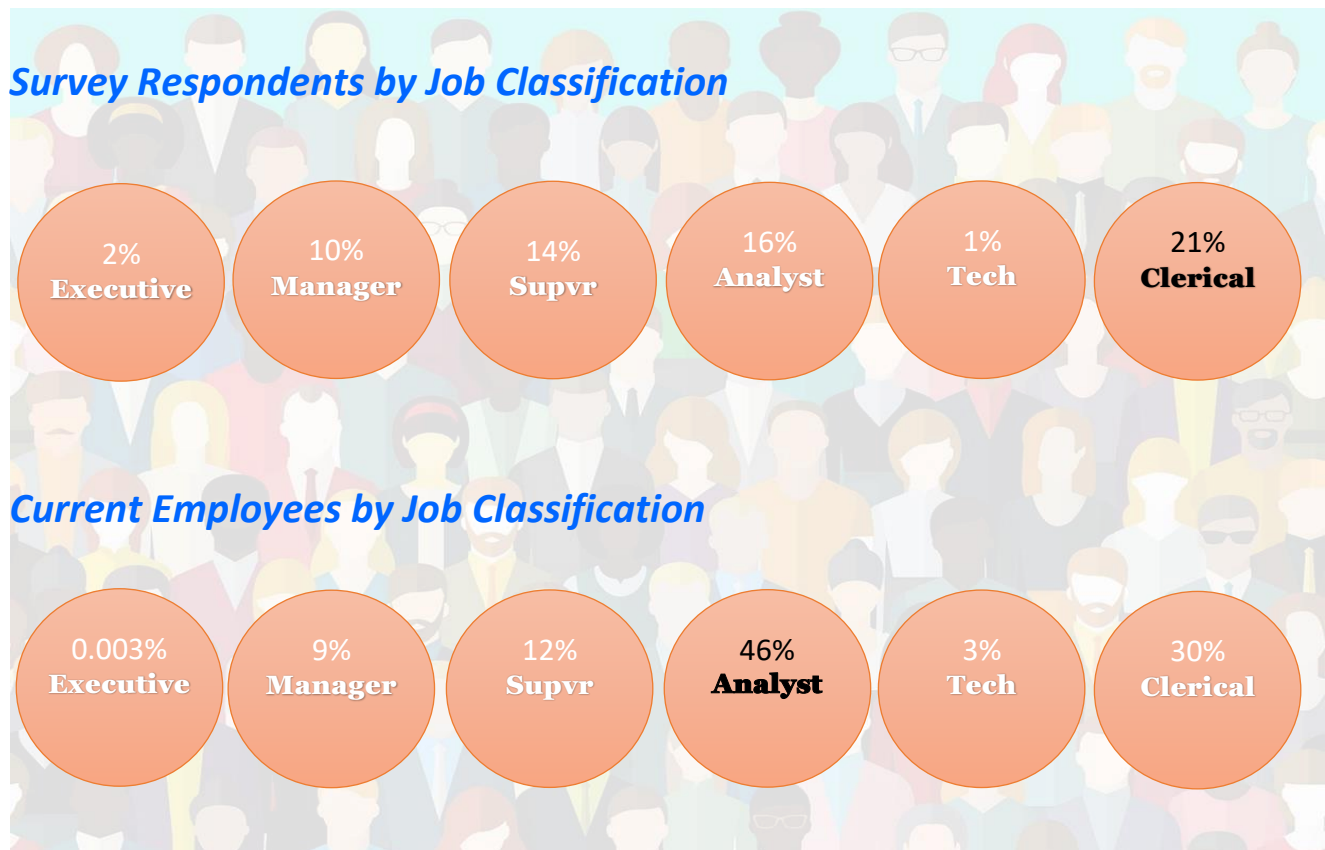 Survey Respondents by Job Classification
2%
Executive
10%
Manager
14%
Supvr
16%
Analyst
1%
Tech
21%
Clerical
Current Employees by Job Classification
0.003%
Executive
9%
Manager
12%
Supvr
46%
Analyst
3%
Tech
30%
Clerical